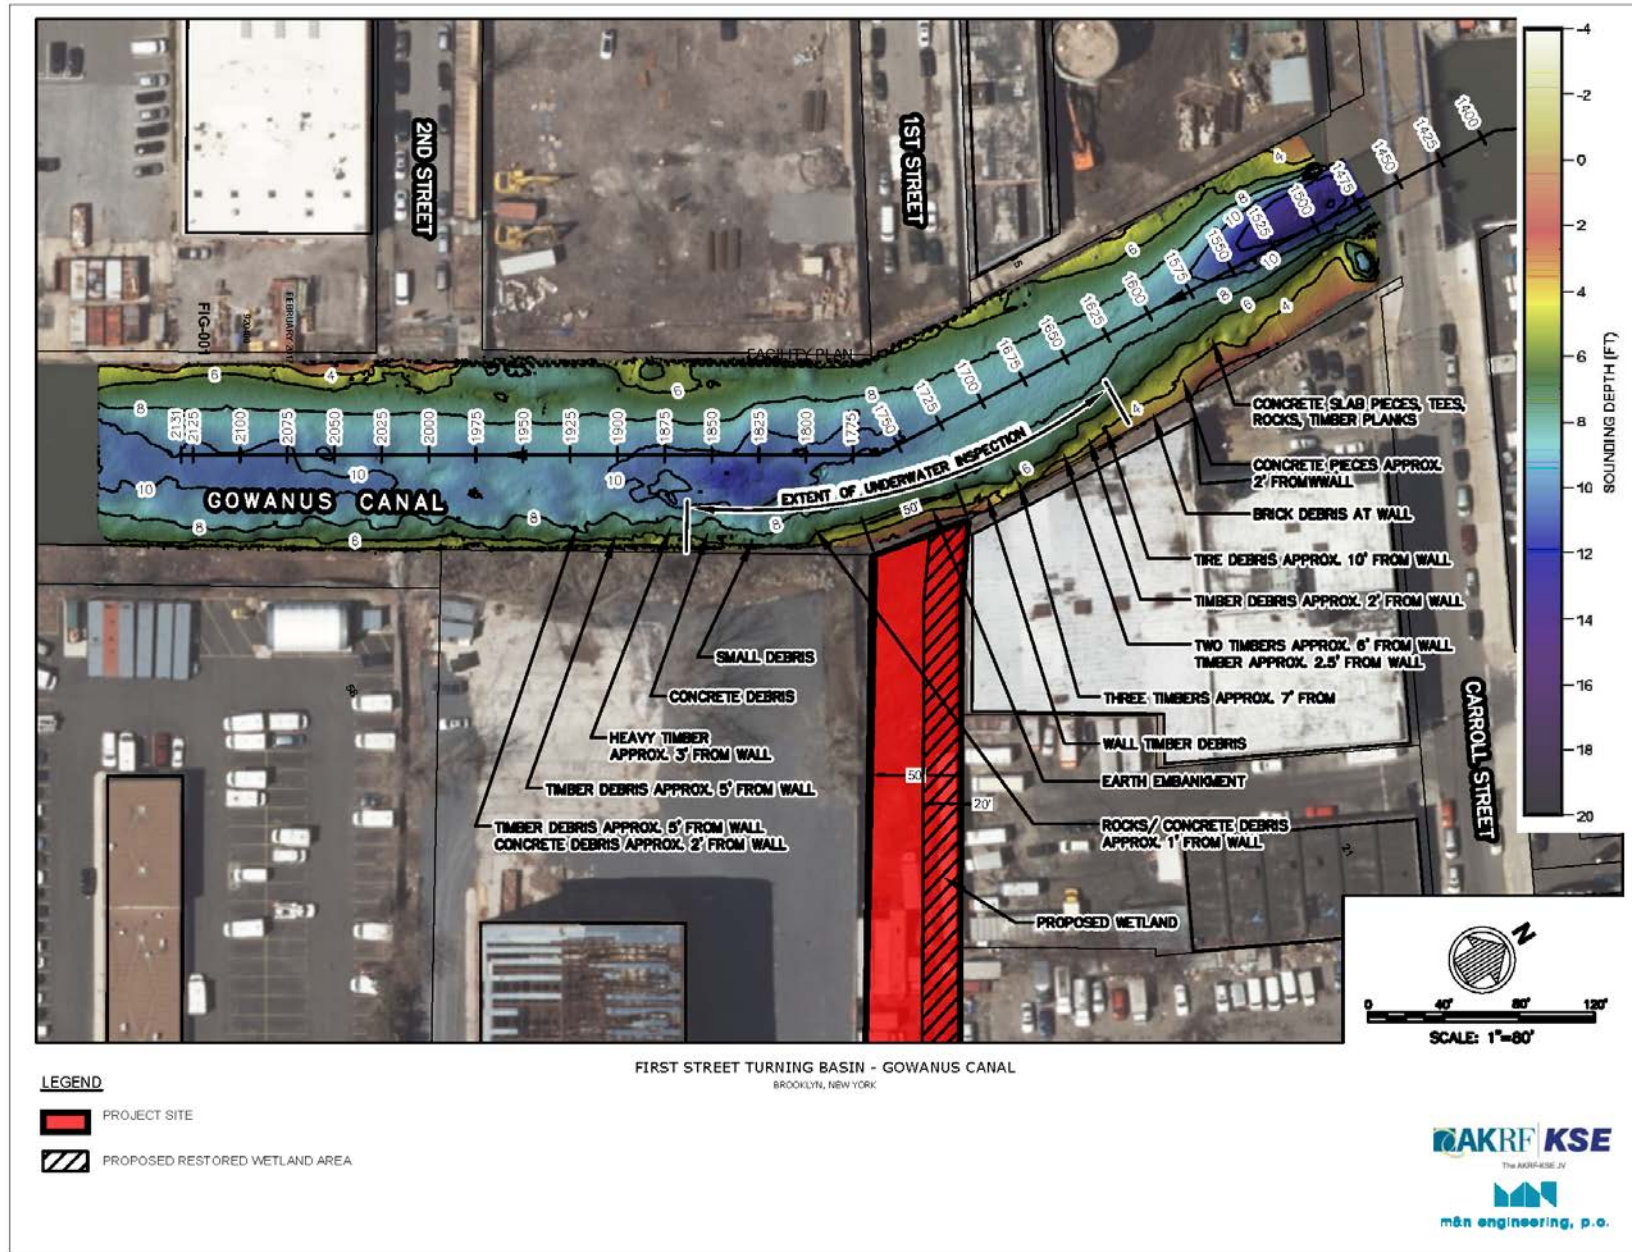 2ND STREET
1ST STREET
FIG-001
FEBRUARY 2017
FACILITY PLAN
1400
1425
1450
1475
1500
1525
1550
1575
1600
1625
1650
1675
1700
1725
1750
1775
1800
1825
1850
1875
1900
1925
1950
1975
2000
2025
2050
2075
2100
2125
2131
GOWANUS CANAL
EXTENT OF UNDERWATER INSPECTION
50'
CONCRETE SLAB PIECES, TEES,
ROCKS, TIMBER PLANKS
CONCRETE PIECES APPROX.
2' FROMWWALL
BRICK DEBRIS AT WALL
TIRE DEBRIS APPROX. 10' FROM WALL
TIMBER DEBRIS APPROX. 2' FROM WALL
TWO TIMBERS APPROX. 6' FROM WALL
TIMBER APPROX. 2.5' FROM WALL
THREE TIMBERS APPROX. 7' FROM
WALL TIMBER DEBRIS
EARTH EMBANKMENT
ROCKS/ CONCRETE DEBRIS
APPROX. 1' FROM WALL
PROPOSED WETLAND
SMALL DEBRIS
CONCRETE DEBRIS
HEAVY TIMBER
APPROX. 3' FROM WALL
TIMBER DEBRIS APPROX. 5' FROM WALL
TIMBER DEBRIS APPROX. 5' FROM WALL
CONCRETE DEBRIS APPROX. 2' FROM WALL
50'
20'
CARROLL STREET
-4
-2
0
2
4
6
8
10
12
14
16
18
20
SOUNDING DEPTH (FT)
N
0 40' 80' 120'
SCALE: 1"=80'
FIRST STREET TURNING BASIN - GOWANUS CANAL
BROOKLYN, NEW YORK
LEGEND
PROJECT SITE
PROPOSED RESTORED WETLAND AREA
AKRF KSE
The AKRF-KSE JV
m&n engineering, p.c.